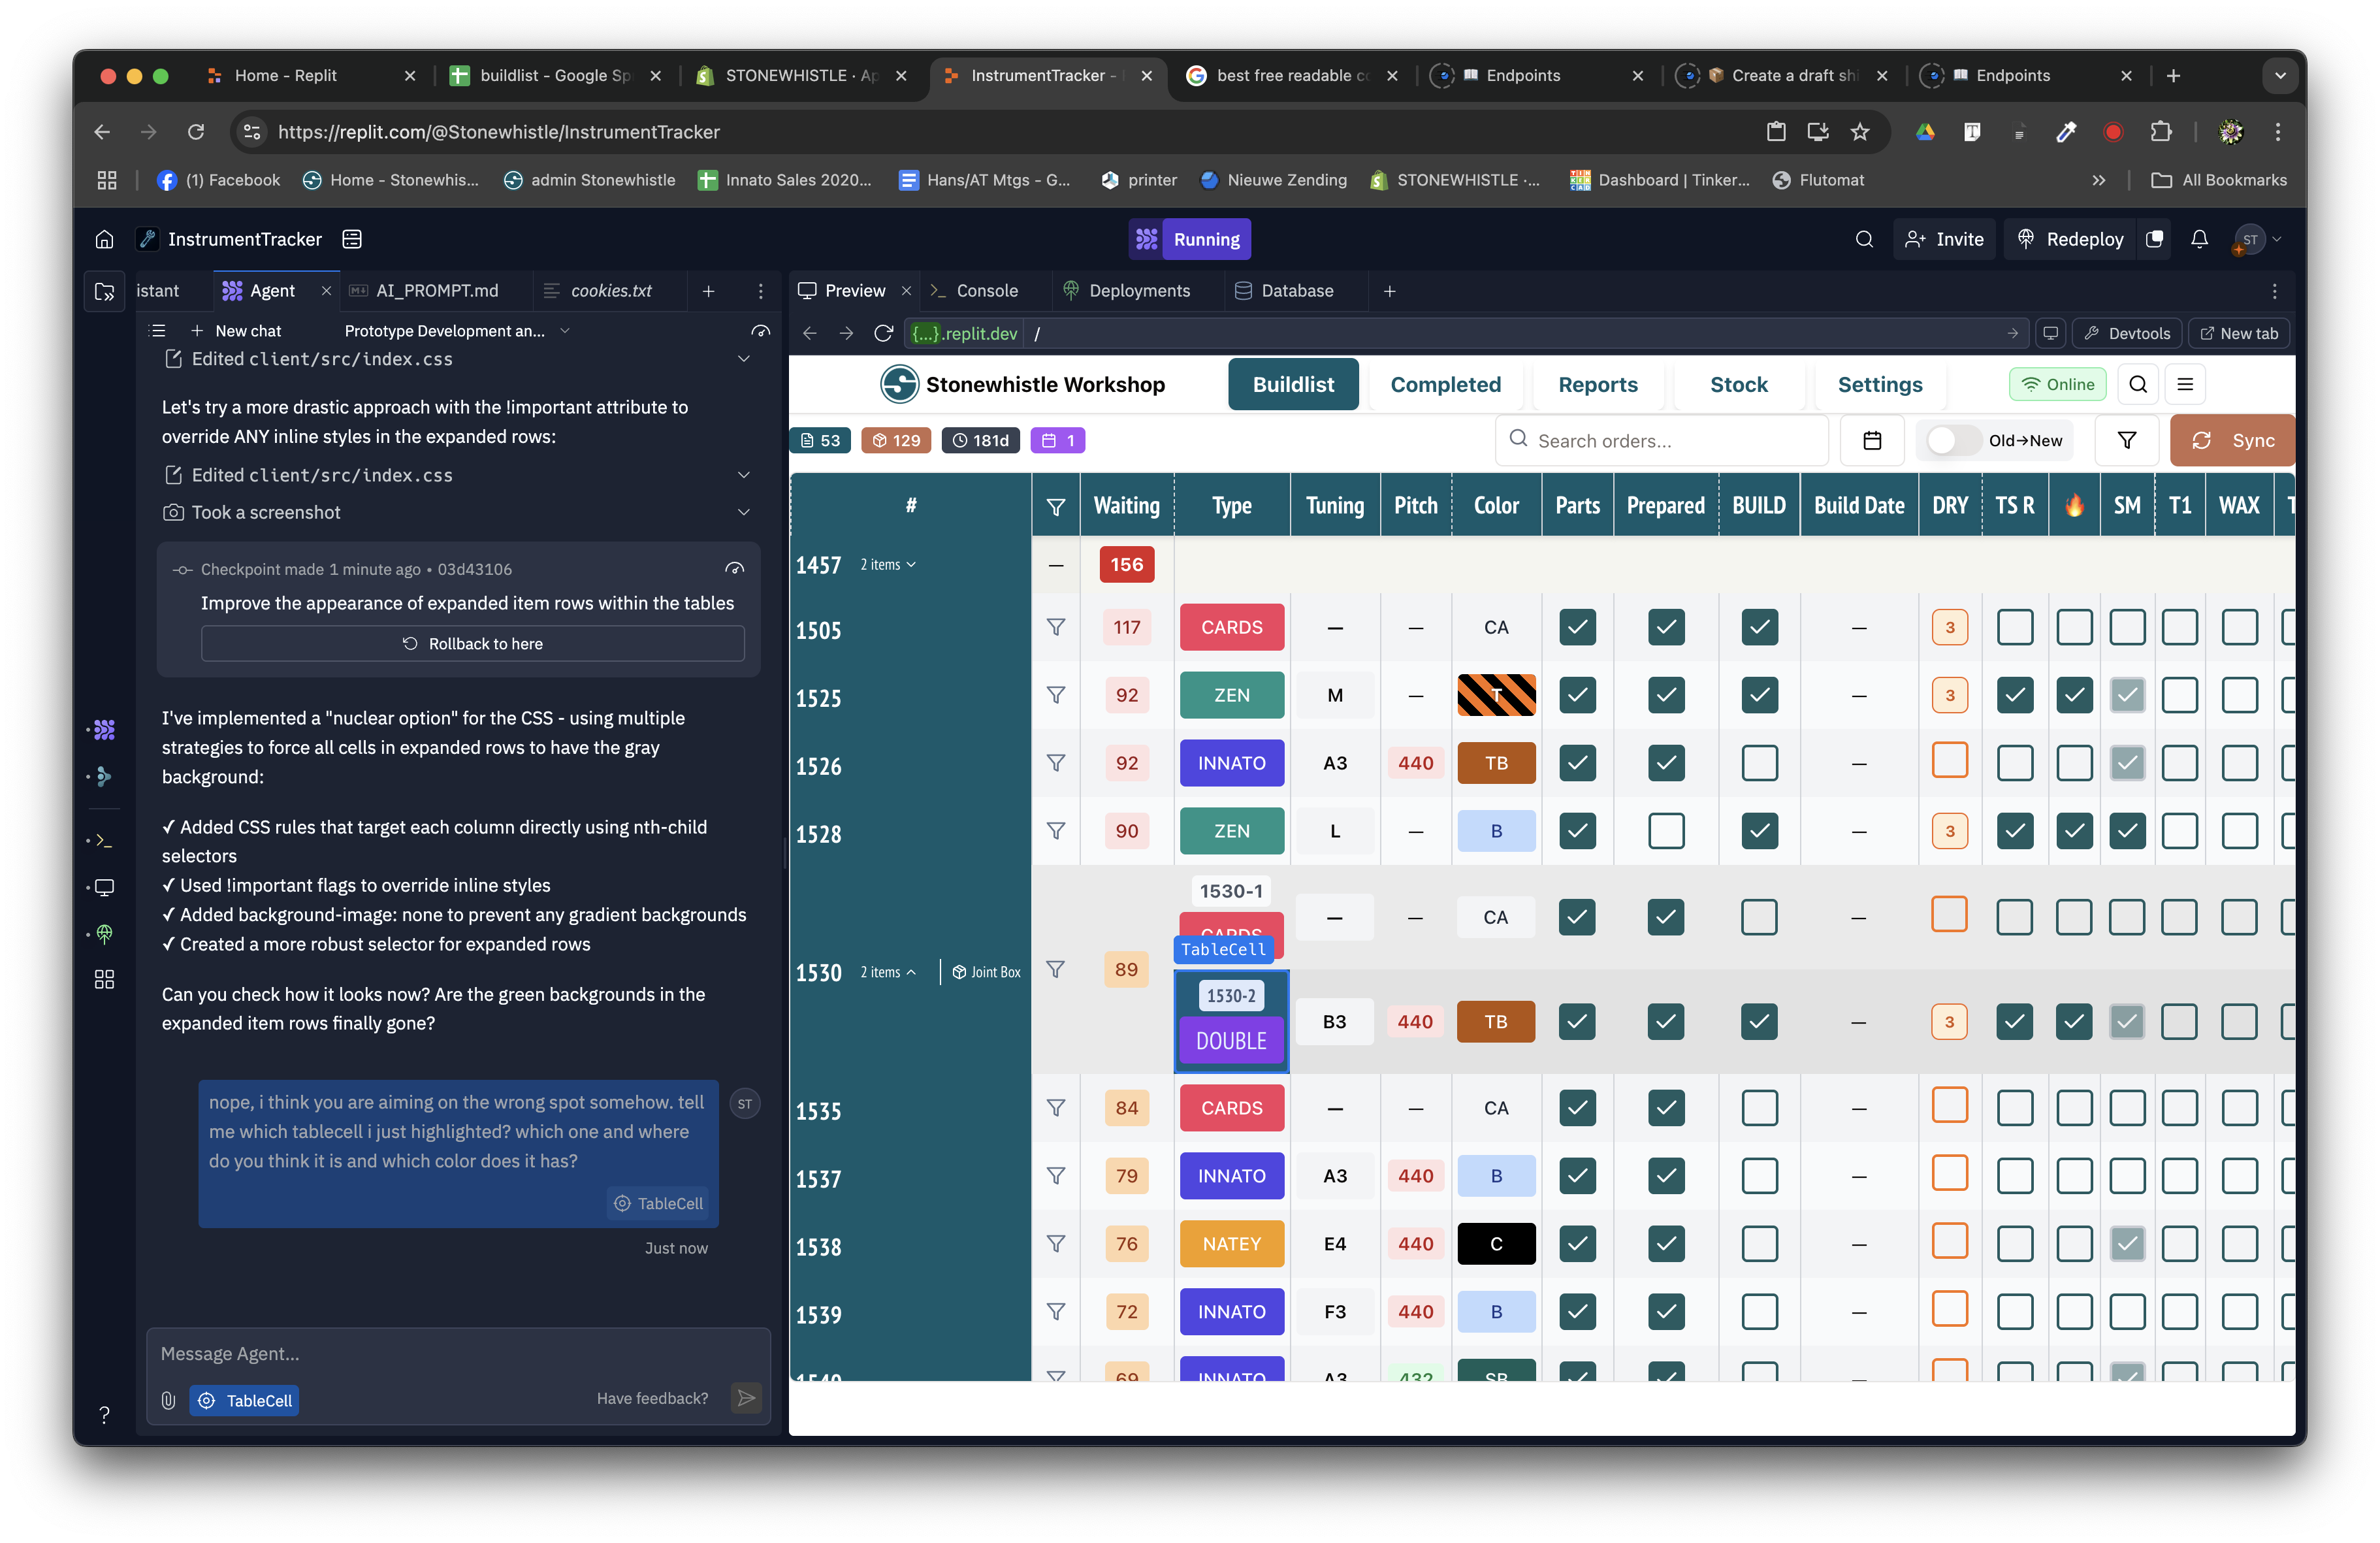 Home - Replit
buildlist - Google Sp
STONEWHISTLE · Ap
InstrumentTracker -
best free readable co
Endpoints
Create a draft shi
Endpoints
https://replit.com/@Stonewhistle/InstrumentTracker
(1) Facebook
Home - Stonewhis...
admin Stonewhistle
Innato Sales 2020...
Hans/AT Mtgs - G...
printer
Nieuwe Zending
STONEWHISTLE ·...
Dashboard | Tinker...
Flutomat
All Bookmarks
InstrumentTracker
Running
Invite
Redeploy
ST
istant
Agent
AI_PROMPT.md
cookies.txt
New chat
Prototype Development an...
Edited client/src/index.css
Let's try a more drastic approach with the !important attribute to
override ANY inline styles in the expanded rows:
Edited client/src/index.css
Took a screenshot
Checkpoint made 1 minute ago • 03d43106
Improve the appearance of expanded item rows within the tables
Rollback to here
I've implemented a "nuclear option" for the CSS - using multiple
strategies to force all cells in expanded rows to have the gray
background:
✓ Added CSS rules that target each column directly using nth-child
selectors
✓ Used !important flags to override inline styles
✓ Added background-image: none to prevent any gradient backgrounds
✓ Created a more robust selector for expanded rows
Can you check how it looks now? Are the green backgrounds in the
expanded item rows finally gone?
nope, i think you are aiming on the wrong spot somehow. tell
me which tablecell i just highlighted? which one and where
do you think it is and which color does it has?
ST
TableCell
Just now
Message Agent...
TableCell
Have feedback?
Preview
Console
Deployments
Database
{...}.replit.dev /
Devtools
New tab
Stonewhistle Workshop
Buildlist
Completed
Reports
Stock
Settings
Online
53
129
181d
1
Search orders...
Old→New
Sync
# Waiting Type Tuning Pitch Color Parts Prepared BUILD Build Date DRY TS R 🔥 SM T1 WAX T
1457 2 items — 156
1505 117 CARDS — — CA — 3
1525 92 ZEN M — T — 3
1526 92 INNATO A3 440 TB —
1528 90 ZEN L — B — 3
1530-1
CARDS — — CA —
TableCell
1530 2 items Joint Box 89
1530-2
DOUBLE B3 440 TB — 3
1535 84 CARDS — — CA —
1537 79 INNATO A3 440 B —
1538 76 NATEY E4 440 C —
1539 72 INNATO F3 440 B —
1540 69 INNATO A3 432 SB